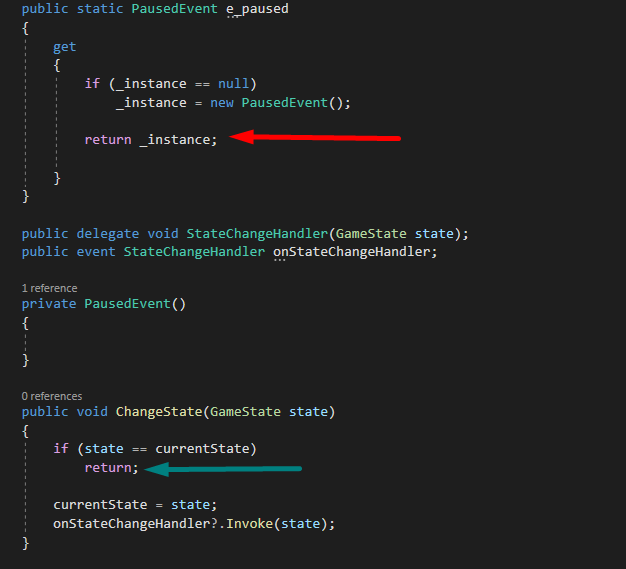 public static PausedEvent e_paused
{
get
{
if (_instance == null)
_instance = new PausedEvent();
return _instance;
}
}
public delegate void StateChangeHandler(GameState state);
public event StateChangeHandler onStateChangeHandler;
1 reference
private PausedEvent()
{
}
0 references
public void ChangeState(GameState state)
{
if (state == currentState)
return;
currentState = state;
onStateChangeHandler?.Invoke(state);
}